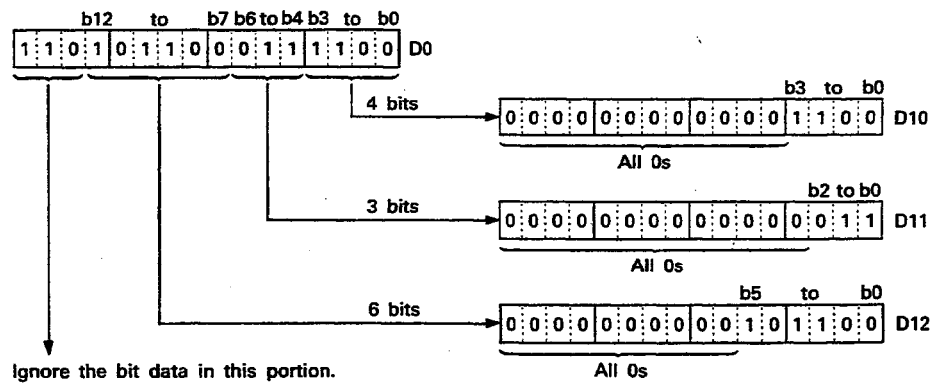 b12 to b7 b6 to b4 b3 to b0
1 1 0 1 0 1 1 0 0 0 1 1 1 1 0 0 D0
4 bits
b3 to b0
0 0 0 0 0 0 0 0 0 0 0 0 1 1 0 0 D10
All 0s
3 bits
b2 to b0
0 0 0 0 0 0 0 0 0 0 0 0 0 0 1 1 D11
All 0s
6 bits
b5 to b0
0 0 0 0 0 0 0 0 0 0 1 0 1 1 0 0 D12
All 0s
Ignore the bit data in this portion.